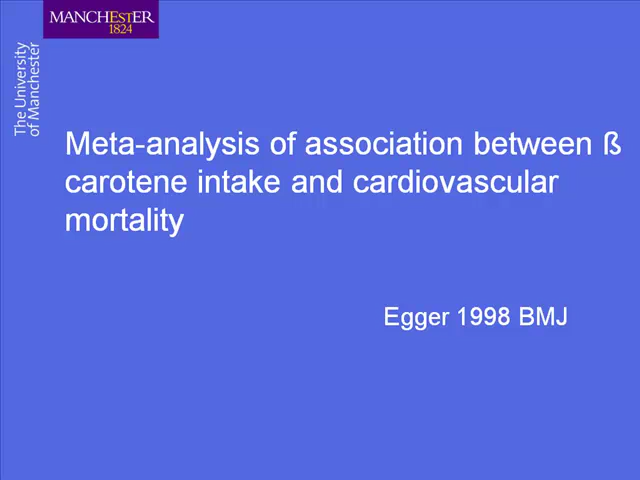 MANCHESTER
1824
The University
of Manchester
Meta-analysis of association between ß
carotene intake and cardiovascular
mortality
Egger 1998 BMJ